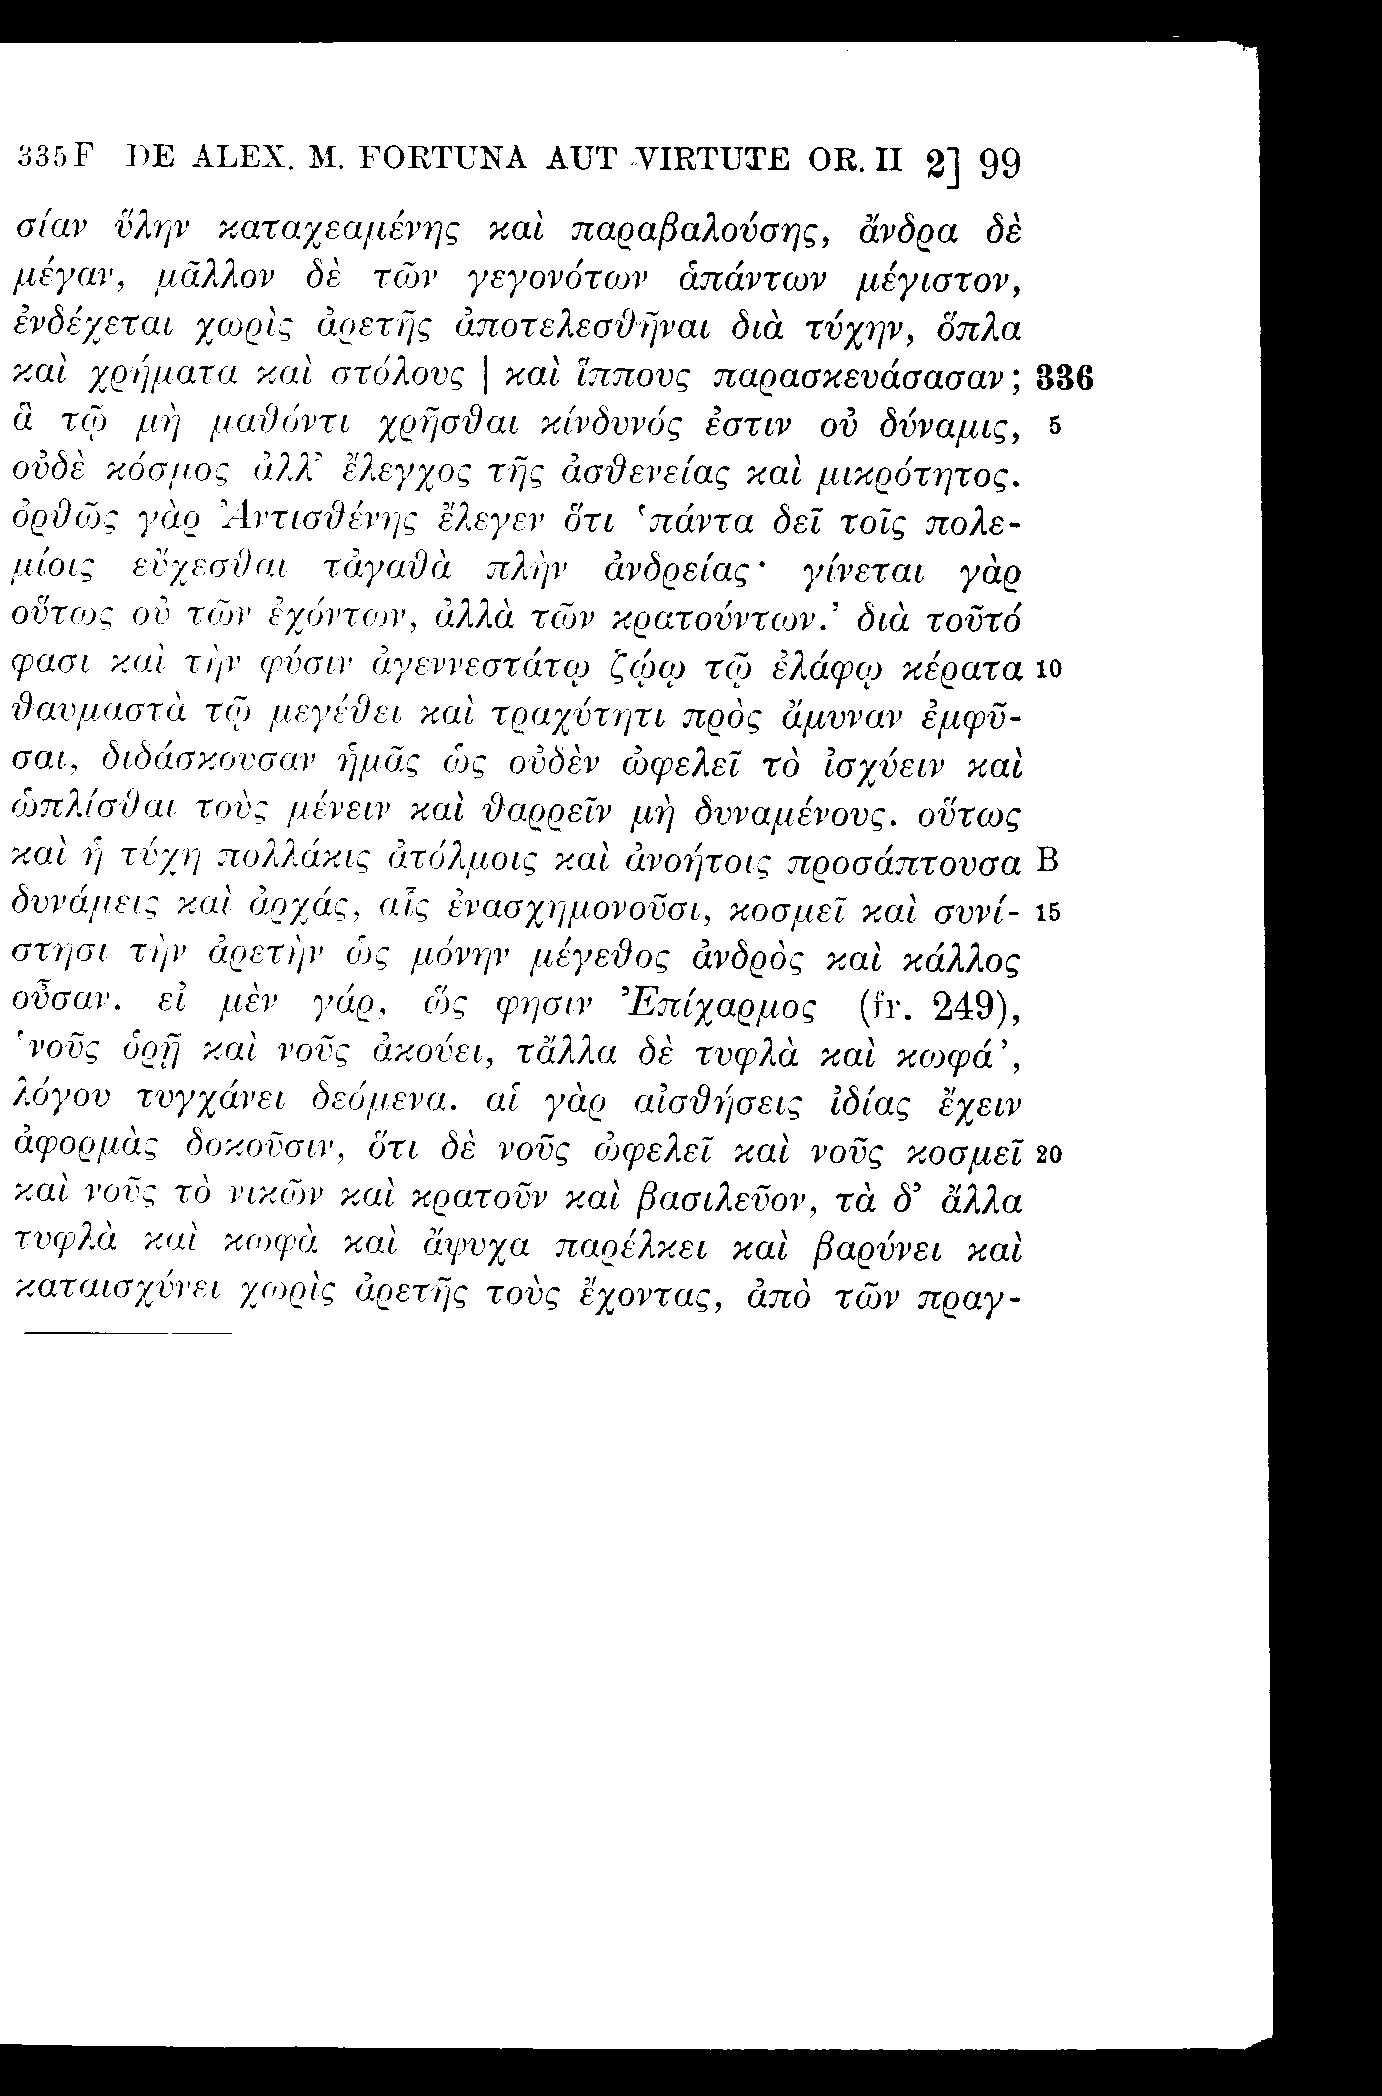 335F DE ALEX. M. FORTUNA AUT VIRTUTE OR. II 2] 99
σίαν ὕλην καταχεαμένης καὶ παραβαλούσης, ἄνδρα δὲ
μέγαν, μᾶλλον δὲ τῶν γεγονότων ἁπάντων μέγιστον,
ἐνδέχεται χωρὶς ἀρετῆς ἀποτελεσθῆναι διὰ τύχην, ὅπλα
καὶ χρήματα καὶ στόλους | καὶ ἵππους παρασκευάσασαν; 336
ἃ τῷ μὴ μαθόντι χρῆσθαι κίνδυνός ἐστιν οὐ δύναμις, 5
οὐδὲ κόσμος ἀλλ’ ἔλεγχος τῆς ἀσθενείας καὶ μικρότητος.
ὀρθῶς γὰρ Ἀντισθένης ἔλεγεν ὅτι ‘πάντα δεῖ τοῖς πολε-
μίοις εὔχεσθαι τἀγαθὰ πλὴν ἀνδρείας· γίνεται γὰρ
οὕτως οὐ τῶν ἐχόντων, ἀλλὰ τῶν κρατούντων.’ διὰ τοῦτό
φασι καὶ τὴν φύσιν ἀγεννεστάτῳ ζῴῳ τῷ ἐλάφῳ κέρατα 10
θαυμαστὰ τῷ μεγέθει καὶ τραχύτητι πρὸς ἄμυναν ἐμφῦ-
σαι, διδάσκουσαν ἡμᾶς ὡς οὐδὲν ὠφελεῖ τὸ ἰσχύειν καὶ
ὡπλίσθαι τοὺς μένειν καὶ θαρρεῖν μὴ δυναμένους. οὕτως
καὶ ἡ τύχη πολλάκις ἀτόλμοις καὶ ἀνοήτοις προσάπτουσα B
δυνάμεις καὶ ἀρχάς, αἷς ἐνασχημονοῦσι, κοσμεῖ καὶ συνί- 15
στησι τὴν ἀρετὴν ὡς μόνην μέγεθος ἀνδρὸς καὶ κάλλος
οὖσαν. εἰ μὲν γάρ, ὥς φησιν Ἐπίχαρμος (fr. 249),
‘νοῦς ὁρῇ καὶ νοῦς ἀκούει, τἄλλα δὲ τυφλὰ καὶ κωφά’,
λόγου τυγχάνει δεόμενα. αἱ γὰρ αἰσθήσεις ἰδίας ἔχειν
ἀφορμὰς δοκοῦσιν, ὅτι δὲ νοῦς ὠφελεῖ καὶ νοῦς κοσμεῖ 20
καὶ νοῦς τὸ νικῶν καὶ κρατοῦν καὶ βασιλεῦον, τὰ δ’ ἄλλα
τυφλὰ καὶ κωφὰ καὶ ἄψυχα παρέλκει καὶ βαρύνει καὶ
καταισχύνει χωρὶς ἀρετῆς τοὺς ἔχοντας, ἀπὸ τῶν πραγ-